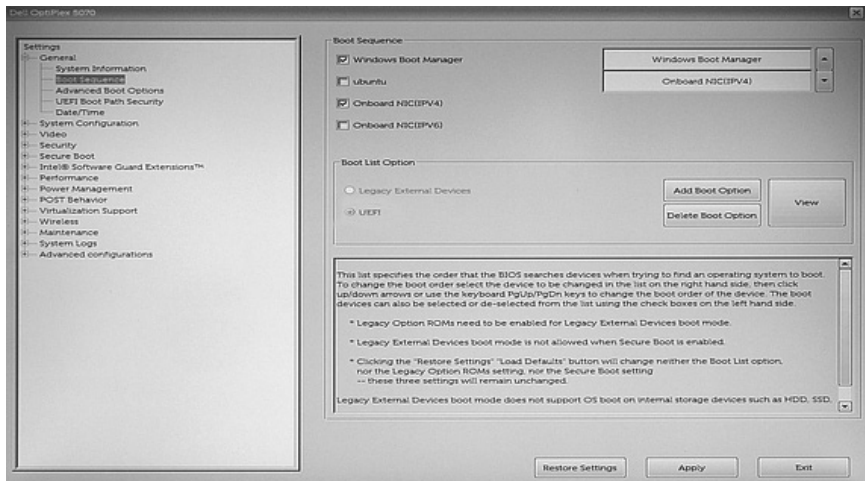 Dell OptiPlex 5070
Settings
General
System Information
Boot Sequence
Advanced Boot Options
UEFI Boot Path Security
Date/Time
System Configuration
Video
Security
Secure Boot
Intel® Software Guard Extensions™
Performance
Power Management
POST Behavior
Virtualization Support
Wireless
Maintenance
System Logs
Advanced configurations
Boot Sequence
Windows Boot Manager
ubuntu
Onboard NIC(IPV4)
Onboard NIC(IPV6)
Windows Boot Manager
Onboard NIC(IPV4)
Boot List Option
Legacy External Devices
UEFI
Add Boot Option
Delete Boot Option
View
This list specifies the order that the BIOS searches devices when trying to find an operating system to boot.
To change the boot order select the device to be changed in the list on the right hand side, then click
up/down arrows or use the keyboard PgUp/PgDn keys to change the boot order of the device. The boot
devices can also be selected or de-selected from the list using the check boxes on the left hand side.
* Legacy Option ROMs need to be enabled for Legacy External Devices boot mode.
* Legacy External Devices boot mode is not allowed when Secure Boot is enabled.
* Clicking the "Restore Settings" "Load Defaults" button will change neither the Boot List option,
nor the Legacy Option ROMs setting, nor the Secure Boot setting
-- these three settings will remain unchanged.
Legacy External Devices boot mode does not support OS boot on internal storage devices such as HDD, SSD,
Restore Settings
Apply
Exit